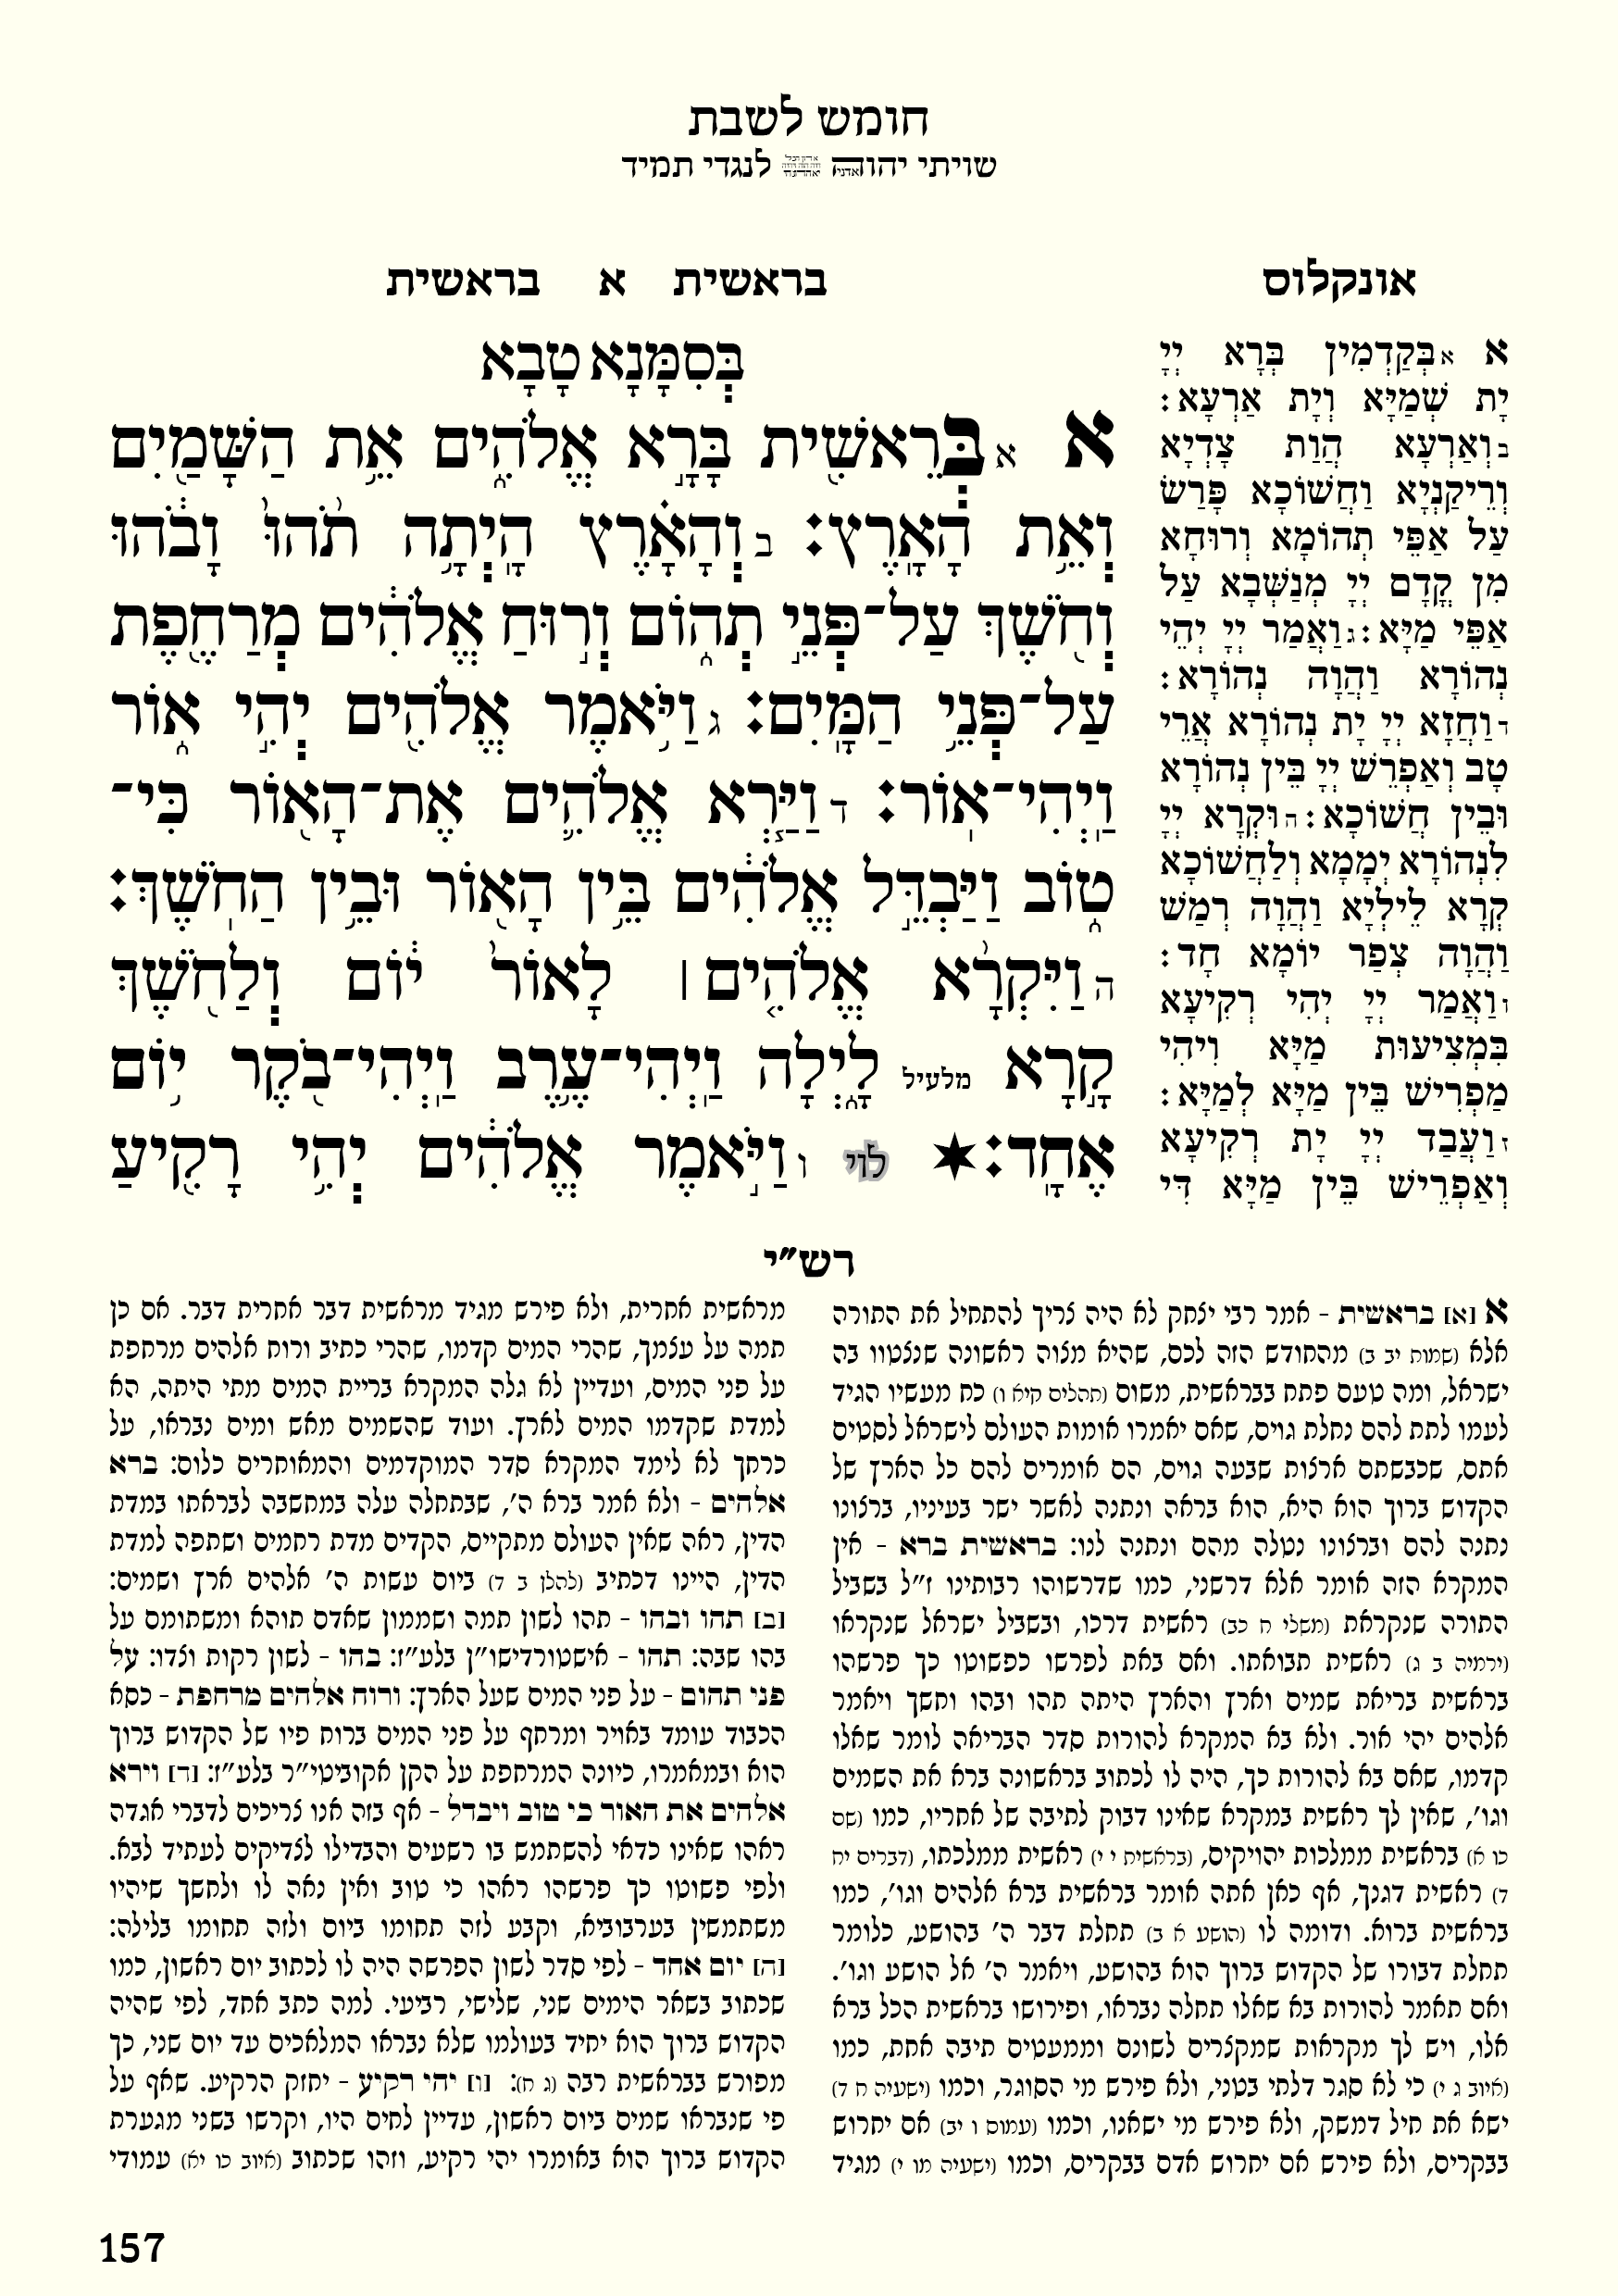 חומש לשבת
שויתי יהוה אדני לנגדי תמיד
בראשית א בראשית
בְּסִמָּנָא טָבָא
א א בְּרֵאשִׁ֖ית בָּרָ֣א אֱלֹהִ֑ים אֵ֥ת הַשָּׁמַ֖יִם
וְאֵ֥ת הָאָֽרֶץ׃ ב וְהָאָ֗רֶץ הָֽיְתָ֥ה תֹ֨הוּ֙ וָבֹ֔הוּ
וְחֹ֖שֶׁךְ עַל־פְּנֵ֣י תְה֑וֹם וְר֣וּחַ אֱלֹהִ֔ים מְרַחֶ֖פֶת
עַל־פְּנֵ֥י הַמָּֽיִם׃ ג וַיֹּ֥אמֶר אֱלֹהִ֖ים יְהִ֣י א֑וֹר
וַֽיְהִי־אֽוֹר׃ ד וַיַּ֧רְא אֱלֹהִ֛ים אֶת־הָא֖וֹר כִּי־
ט֑וֹב וַיַּבְדֵּ֣ל אֱלֹהִ֔ים בֵּ֥ין הָא֖וֹר וּבֵ֥ין הַחֹֽשֶׁךְ׃
ה וַיִּקְרָ֨א אֱלֹהִ֤ים ׀ לָאוֹר֙ י֔וֹם וְלַחֹ֖שֶׁךְ
קָ֣רָא מלעיל לָ֑יְלָה וַֽיְהִי־עֶ֥רֶב וַֽיְהִי־בֹ֖קֶר י֥וֹם
אֶחָֽד׃ ✶ לוי ו וַיֹּ֣אמֶר אֱלֹהִ֔ים יְהִ֥י רָקִ֖יעַ
אונקלוס
א א בְּקַדְמִין בְּרָא יְיָ
יָת שְׁמַיָּא וְיָת אַרְעָא:
ב וְאַרְעָא הֲוַת צָדְיָא
וְרֵיקַנְיָא וַחֲשׁוֹכָא פָּרַשׂ
עַל אַפֵּי תְהוֹמָא וְרוּחָא
מִן קֳדָם יְיָ מְנַשְּׁבָא עַל
אַפֵּי מַיָּא: ג וַאֲמַר יְיָ יְהֵי
נְהוֹרָא וַהֲוָה נְהוֹרָא:
ד וַחֲזָא יְיָ יָת נְהוֹרָא אֲרֵי
טָב וְאַפְרֵשׁ יְיָ בֵּין נְהוֹרָא
וּבֵין חֲשׁוֹכָא: ה וּקְרָא יְיָ
לִנְהוֹרָא יְמָמָא וְלַחֲשׁוֹכָא
קְרָא לֵילְיָא וַהֲוָה רְמַשׁ
וַהֲוָה צְפַר יוֹמָא חָד:
ו וַאֲמַר יְיָ יְהִי רְקִיעָא
בִּמְצִיעוּת מַיָּא וִיהִי
מַפְרִישׁ בֵּין מַיָּא לְמַיָּא:
ז וַעֲבַד יְיָ יָת רְקִיעָא
וְאַפְרֵישׁ בֵּין מַיָּא דִּי
רש״י
א [א] בראשית - אמר רבי יצחק לא היה צריך להתחיל את התורה
אלא (שמות יב ב) מהחודש הזה לכם, שהיא מצוה ראשונה שנצטוו בה
ישראל, ומה טעם פתח בבראשית, משום (תהלים קיא ו) כח מעשיו הגיד
לעמו לתת להם נחלת גוים, שאם יאמרו אומות העולם לישראל לסטים
אתם, שכבשתם ארצות שבעה גוים, הם אומרים להם כל הארץ של
הקדוש ברוך הוא היא, הוא בראה ונתנה לאשר ישר בעיניו, ברצונו
נתנה להם וברצונו נטלה מהם ונתנה לנו: בראשית ברא - אין
המקרא הזה אומר אלא דרשני, כמו שדרשוהו רבותינו ז״ל בשביל
התורה שנקראת (משלי ח כב) ראשית דרכו, ובשביל ישראל שנקראו
(ירמיה ב ג) ראשית תבואתו. ואם באת לפרשו כפשוטו כך פרשהו
בראשית בריאת שמים וארץ והארץ היתה תהו ובהו וחשך ויאמר
אלהים יהי אור. ולא בא המקרא להורות סדר הבריאה לומר שאלו
קדמו, שאם בא להורות כך, היה לו לכתוב בראשונה ברא את השמים
וגו׳, שאין לך ראשית במקרא שאינו דבוק לתיבה של אחריו, כמו (שם
כו א) בראשית ממלכות יהויקים, (בראשית י י) ראשית ממלכתו, (דברים יח
ד) ראשית דגנך, אף כאן אתה אומר בראשית ברא אלהים וגו׳, כמו
בראשית ברוא. ודומה לו (הושע א ב) תחלת דבר ה׳ בהושע, כלומר
תחלת דבורו של הקדוש ברוך הוא בהושע, ויאמר ה׳ אל הושע וגו׳.
ואם תאמר להורות בא שאלו תחלה נבראו, ופירושו בראשית הכל ברא
אלו, ויש לך מקראות שמקצרים לשונם וממעטים תיבה אחת, כמו
(איוב ג י) כי לא סגר דלתי בטני, ולא פירש מי הסוגר, וכמו (ישעיה ח ד)
ישא את חיל דמשק, ולא פירש מי ישאנו, וכמו (עמוס ו יב) אם יחרוש
בבקרים, ולא פירש אם יחרוש אדם בבקרים, וכמו (ישעיה מו י) מגיד
מראשית אחרית, ולא פירש מגיד מראשית דבר אחרית דבר. אם כן
תמה על עצמך, שהרי המים קדמו, שהרי כתיב ורוח אלהים מרחפת
על פני המים, ועדיין לא גלה המקרא בריית המים מתי היתה, הא
למדת שקדמו המים לארץ. ועוד שהשמים מאש ומים נבראו, על
כרחך לא לימד המקרא סדר המוקדמים והמאוחרים כלום: ברא
אלהים - ולא אמר ברא ה׳, שבתחלה עלה במחשבה לבראתו במדת
הדין, ראה שאין העולם מתקיים, הקדים מדת רחמים ושתפה למדת
הדין, היינו דכתיב (להלן ב ד) ביום עשות ה׳ אלהים ארץ ושמים:
[ב] תהו ובהו - תהו לשון תמה ושממון שאדם תוהא ומשתומם על
בהו שבה: תהו - אישטורדישו״ן בלע״ז: בהו - לשון רקות וצדו: על
פני תהום - על פני המים שעל הארץ: ורוח אלהים מרחפת - כסא
הכבוד עומד באויר ומרחף על פני המים ברוח פיו של הקדוש ברוך
הוא ובמאמרו, כיונה המרחפת על הקן אקוביטי״ר בלע״ז: [ד] וירא
אלהים את האור כי טוב ויבדל - אף בזה אנו צריכים לדברי אגדה
ראהו שאינו כדאי להשתמש בו רשעים והבדילו לצדיקים לעתיד לבא.
ולפי פשוטו כך פרשהו ראהו כי טוב ואין נאה לו ולחשך שיהיו
משתמשין בערבוביא, וקבע לזה תחומו ביום ולזה תחומו בלילה:
[ה] יום אחד - לפי סדר לשון הפרשה היה לו לכתוב יום ראשון, כמו
שכתוב בשאר הימים שני, שלישי, רביעי. למה כתב אחד, לפי שהיה
הקדוש ברוך הוא יחיד בעולמו שלא נבראו המלאכים עד יום שני, כך
מפורש בבראשית רבה (ג ח): [ו] יהי רקיע - יחזק הרקיע. שאף על
פי שנבראו שמים ביום ראשון, עדיין לחים היו, וקרשו בשני מגערת
הקדוש ברוך הוא באומרו יהי רקיע, וזהו שכתוב (איוב כו יא) עמודי
157